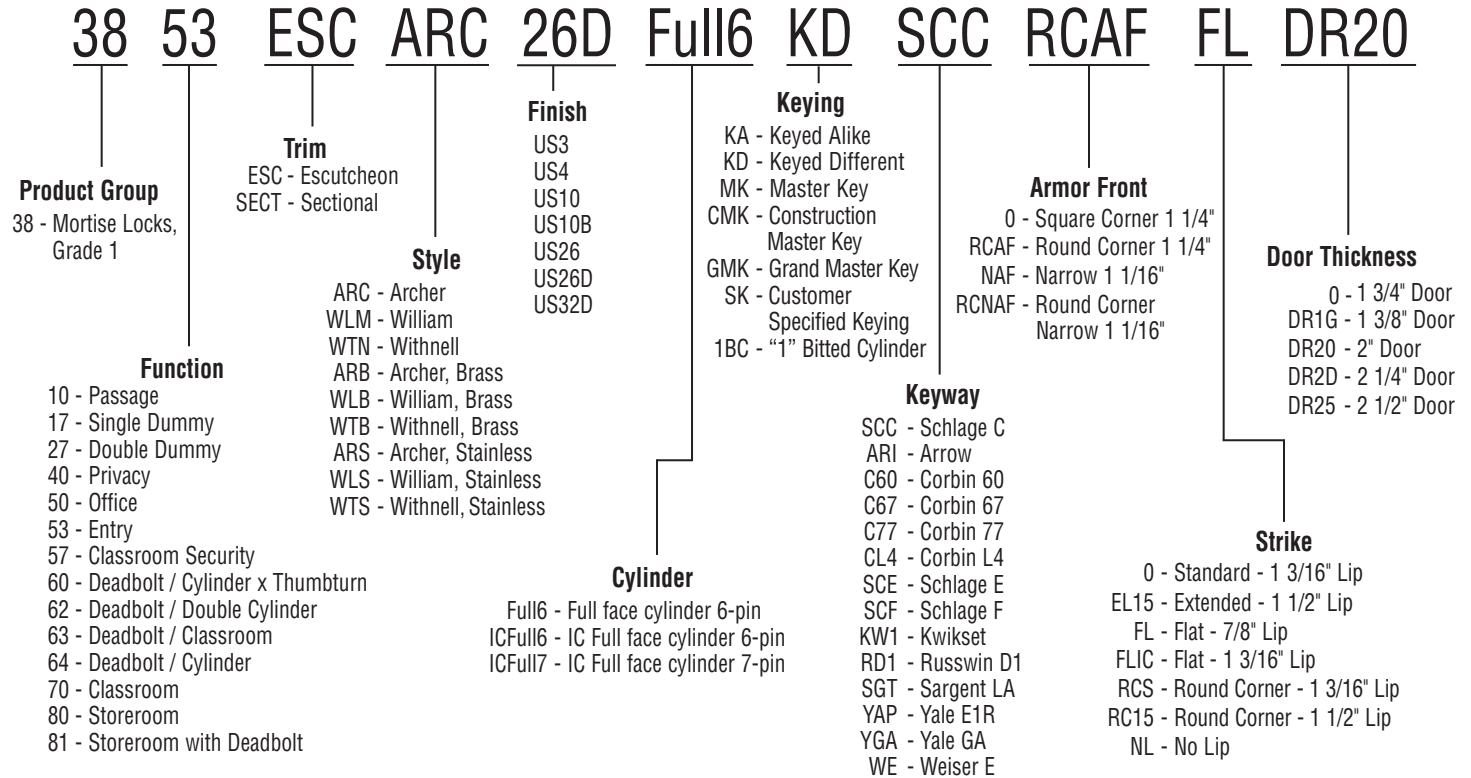 38 53 ESC ARC 26D Full6 KD SCC RCAF FL DR20
Product Group
38 - Mortise Locks,
Grade 1
Function
10 - Passage
17 - Single Dummy
27 - Double Dummy
40 - Privacy
50 - Office
53 - Entry
57 - Classroom Security
60 - Deadbolt / Cylinder x Thumbturn
62 - Deadbolt / Double Cylinder
63 - Deadbolt / Classroom
64 - Deadbolt / Cylinder
70 - Classroom
80 - Storeroom
81 - Storeroom with Deadbolt
Trim
ESC - Escutcheon
SECT - Sectional
Style
ARC - Archer
WLM - William
WTN - Withnell
ARB - Archer, Brass
WLB - William, Brass
WTB - Withnell, Brass
ARS - Archer, Stainless
WLS - William, Stainless
WTS - Withnell, Stainless
Finish
US3
US4
US10
US10B
US26
US26D
US32D
Cylinder
Full6 - Full face cylinder 6-pin
ICFull6 - IC Full face cylinder 6-pin
ICFull7 - IC Full face cylinder 7-pin
Keying
KA - Keyed Alike
KD - Keyed Different
MK - Master Key
CMK - Construction
Master Key
GMK - Grand Master Key
SK - Customer
Specified Keying
1BC - “1” Bitted Cylinder
Keyway
SCC - Schlage C
ARI - Arrow
C60 - Corbin 60
C67 - Corbin 67
C77 - Corbin 77
CL4 - Corbin L4
SCE - Schlage E
SCF - Schlage F
KW1 - Kwikset
RD1 - Russwin D1
SGT - Sargent LA
YAP - Yale E1R
YGA - Yale GA
WE - Weiser E
Armor Front
0 - Square Corner 1 1/4"
RCAF - Round Corner 1 1/4"
NAF - Narrow 1 1/16"
RCNAF - Round Corner
Narrow 1 1/16"
Strike
0 - Standard - 1 3/16" Lip
EL15 - Extended - 1 1/2" Lip
FL - Flat - 7/8" Lip
FLIC - Flat - 1 3/16" Lip
RCS - Round Corner - 1 3/16" Lip
RC15 - Round Corner - 1 1/2" Lip
NL - No Lip
Door Thickness
0 - 1 3/4" Door
DR1G - 1 3/8" Door
DR20 - 2" Door
DR2D - 2 1/4" Door
DR25 - 2 1/2" Door